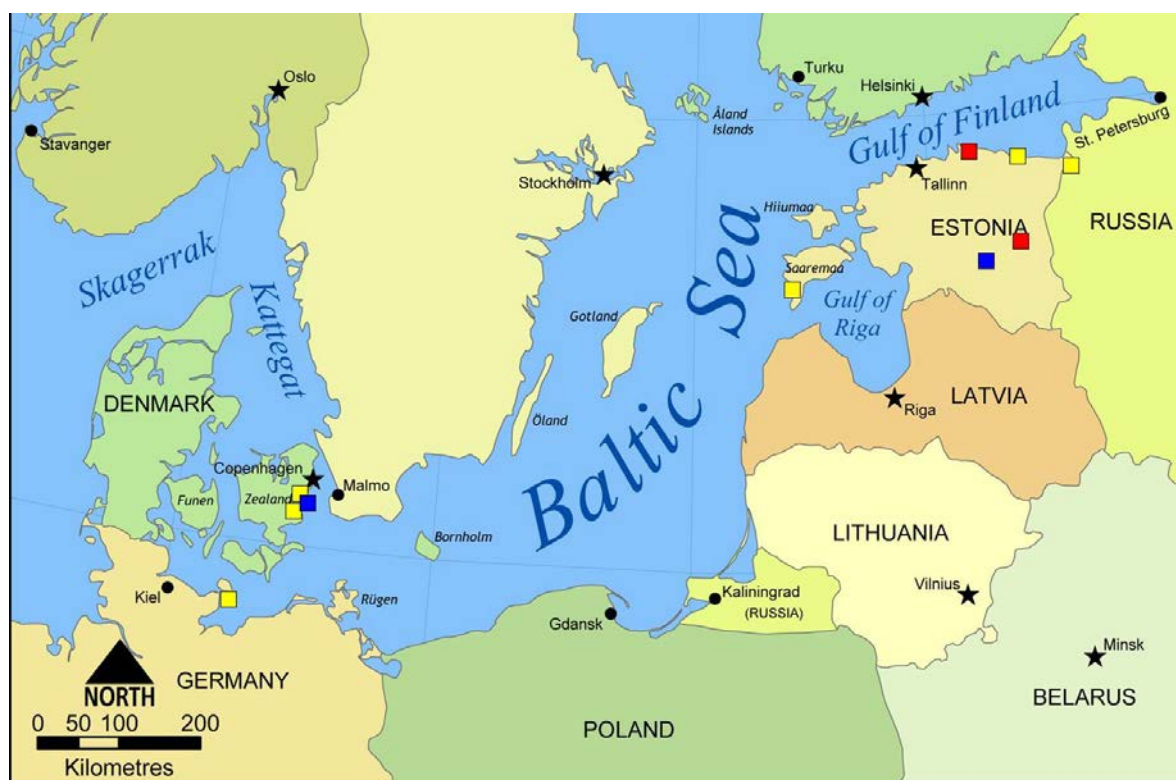 Oslo
Turku
Helsinki
Åland
Islands
Gulf of Finland
St. Petersburg
Stavanger
Stockholm
Tallinn
Hiiumaa
ESTONIA
RUSSIA
Skagerrak
Kattegat
Saaremaa
Gulf of
Riga
Gotland
Baltic Sea
DENMARK
Öland
Riga
LATVIA
Copenhagen
Malmo
Funen
Zealand
Bornholm
LITHUANIA
Vilnius
Kiel
Rügen
Gdansk
Kaliningrad
(RUSSIA)
Minsk
NORTH
GERMANY
BELARUS
POLAND
0 50 100 200
Kilometres